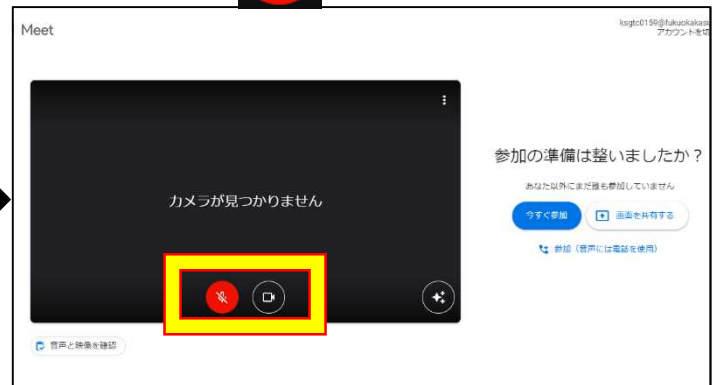 Meet
ksgtc0159@fukuokakasu
アカウントを切
カメラが見つかりません
参加の準備は整いましたか？
あなた以外にまだ誰も参加していません
今すぐ参加
画面を共有する
参加（音声には電話を使用）
音声と映像を確認